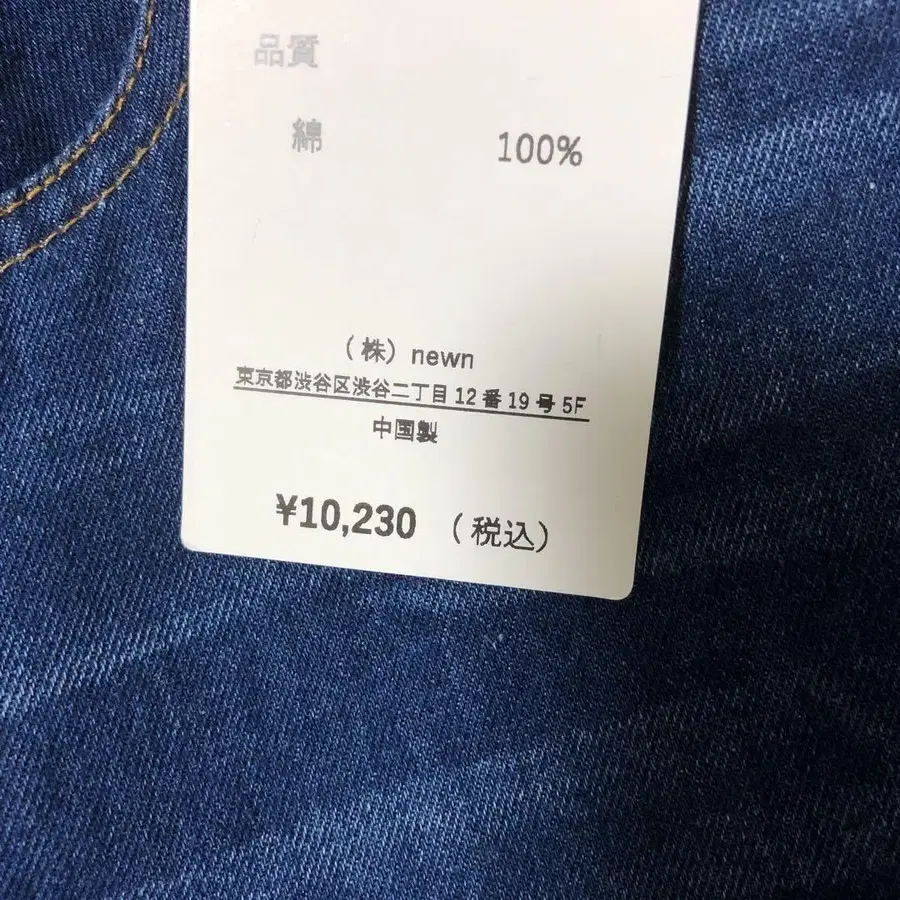 品質
綿 100%
(株) newn
東京都渋谷区渋谷二丁目12番19号5F
中国製
¥10,230 (税込)